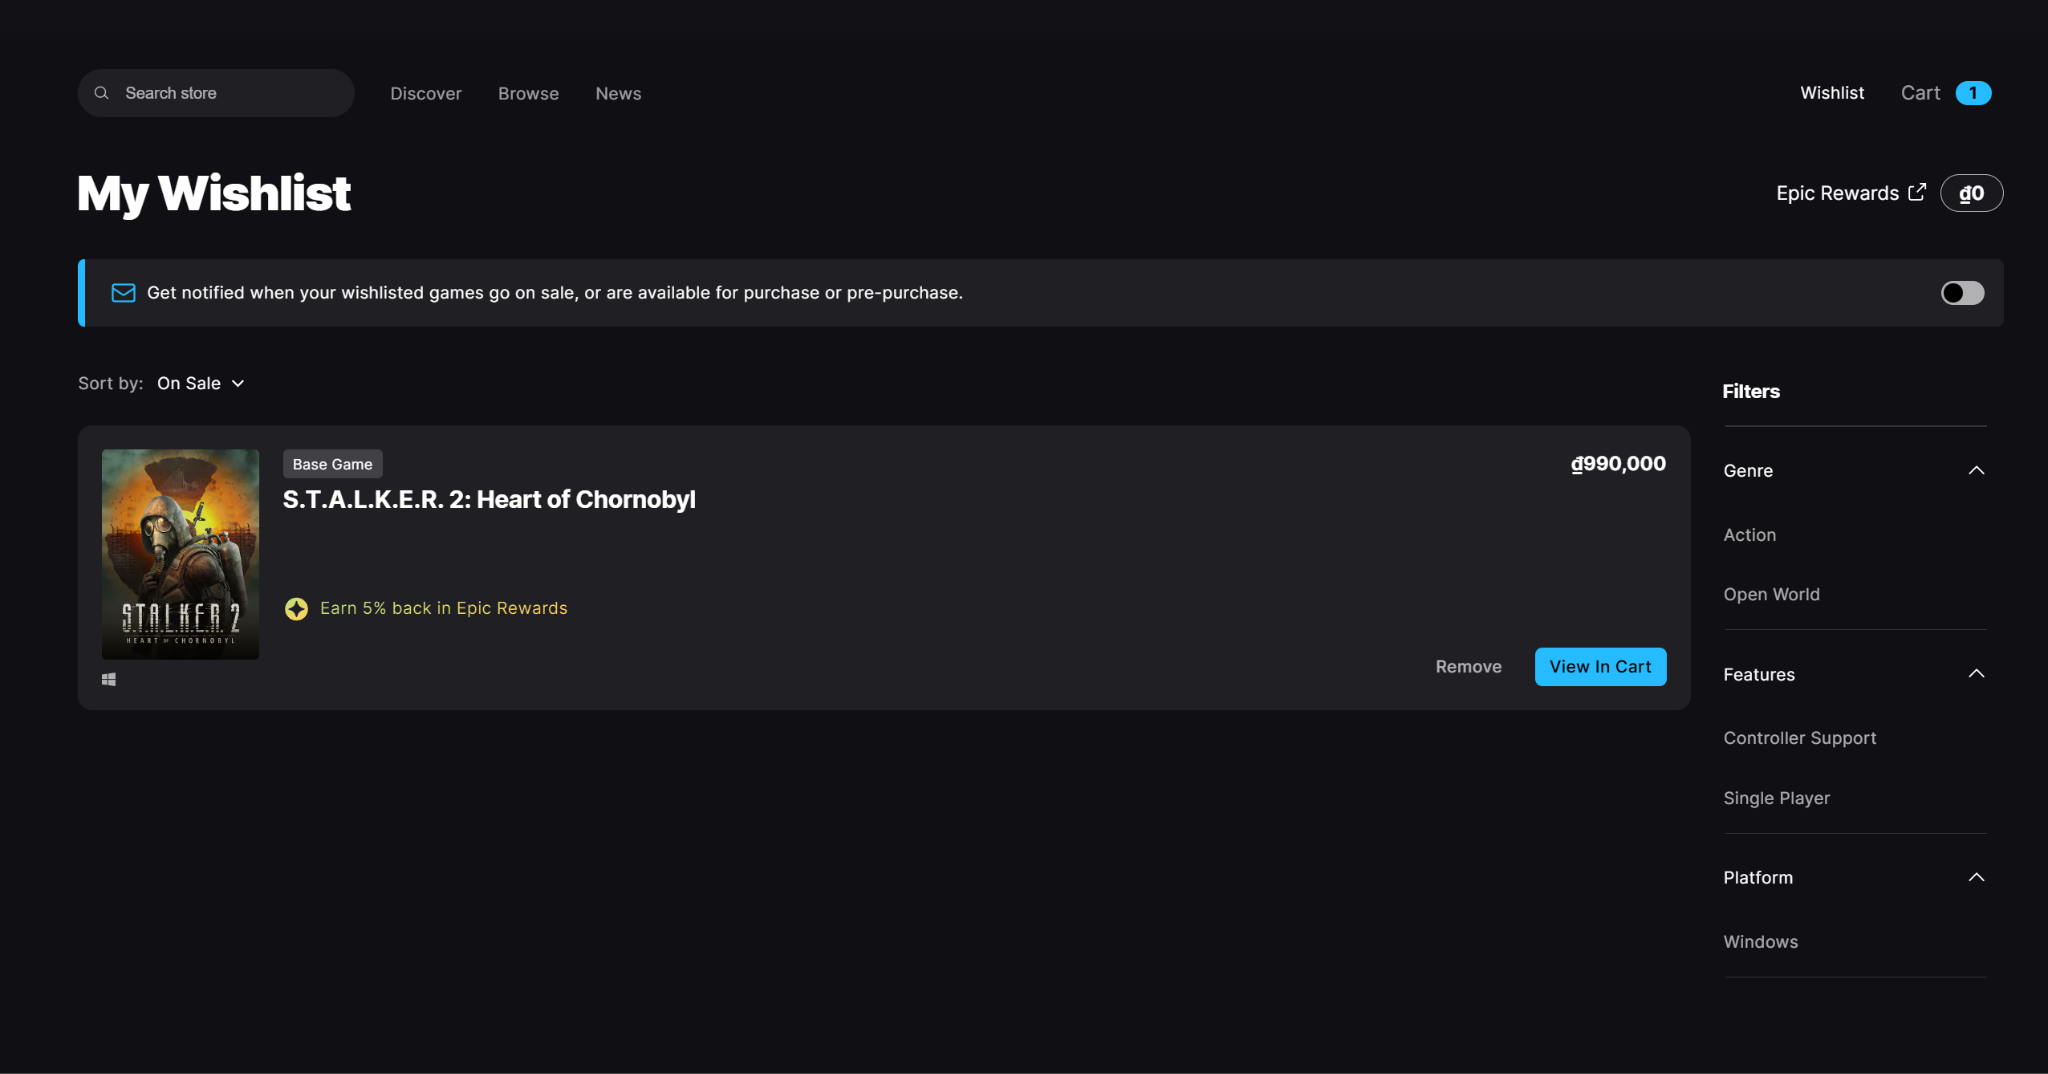 Search store
Discover
Browse
News
Wishlist
Cart
1
My Wishlist
Epic Rewards
₫0
Get notified when your wishlisted games go on sale, or are available for purchase or pre-purchase.
Sort by: On Sale
Filters
Base Game
₫990,000
S.T.A.L.K.E.R. 2: Heart of Chornobyl
S.T.A.L.K.E.R. 2
HEART OF CHORNOBYL
Earn 5% back in Epic Rewards
Remove
View In Cart
Genre
Action
Open World
Features
Controller Support
Single Player
Platform
Windows